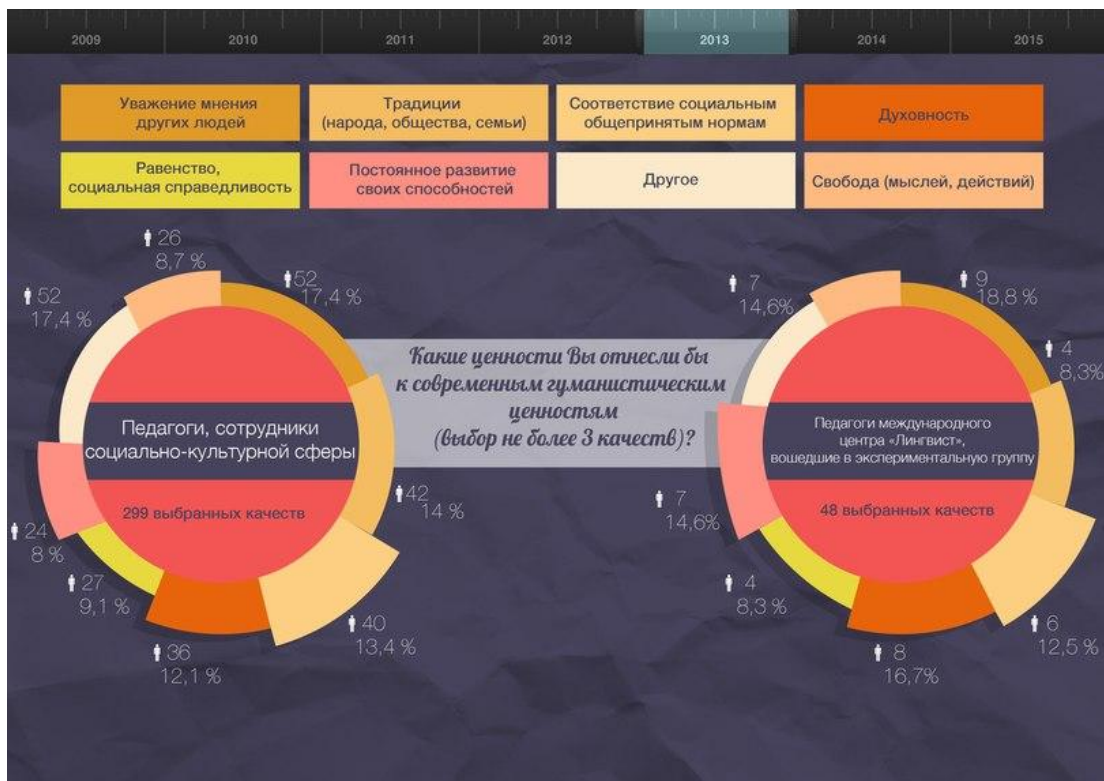 2009 2010 2011 2012 2013 2014 2015
Уважение мнения
других людей
Традиции
(народа, общества, семьи)
Соответствие социальным
общепринятым нормам
Духовность
Равенство,
социальная справедливость
Постоянное развитие
своих способностей
Другое
Свобода (мыслей, действий)
26
8,7 %
52
17,4 %
52
17,4 %
42
14 %
40
13,4 %
36
12,1 %
27
9,1 %
24
8 %
Педагоги, сотрудники
социально-культурной сферы
299 выбранных качеств
Какие ценности Вы отнесли бы
к современным гуманистическим
ценностям
(выбор не более 3 качеств)?
7
14,6%
9
18,8 %
4
8,3%
6
12,5 %
8
16,7%
4
8,3 %
7
14,6%
Педагоги международного
центра «Лингвист»,
вошедшие в экспериментальную группу
48 выбранных качеств